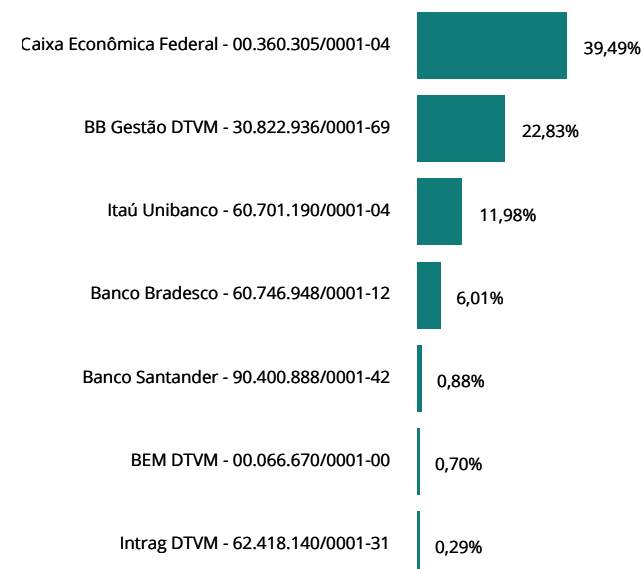 Caixa Econômica Federal - 00.360.305/0001-04 39,49%
BB Gestão DTVM - 30.822.936/0001-69 22,83%
Itaú Unibanco - 60.701.190/0001-04 11,98%
Banco Bradesco - 60.746.948/0001-12 6,01%
Banco Santander - 90.400.888/0001-42 0,88%
BEM DTVM - 00.066.670/0001-00 0,70%
Intrag DTVM - 62.418.140/0001-31 0,29%